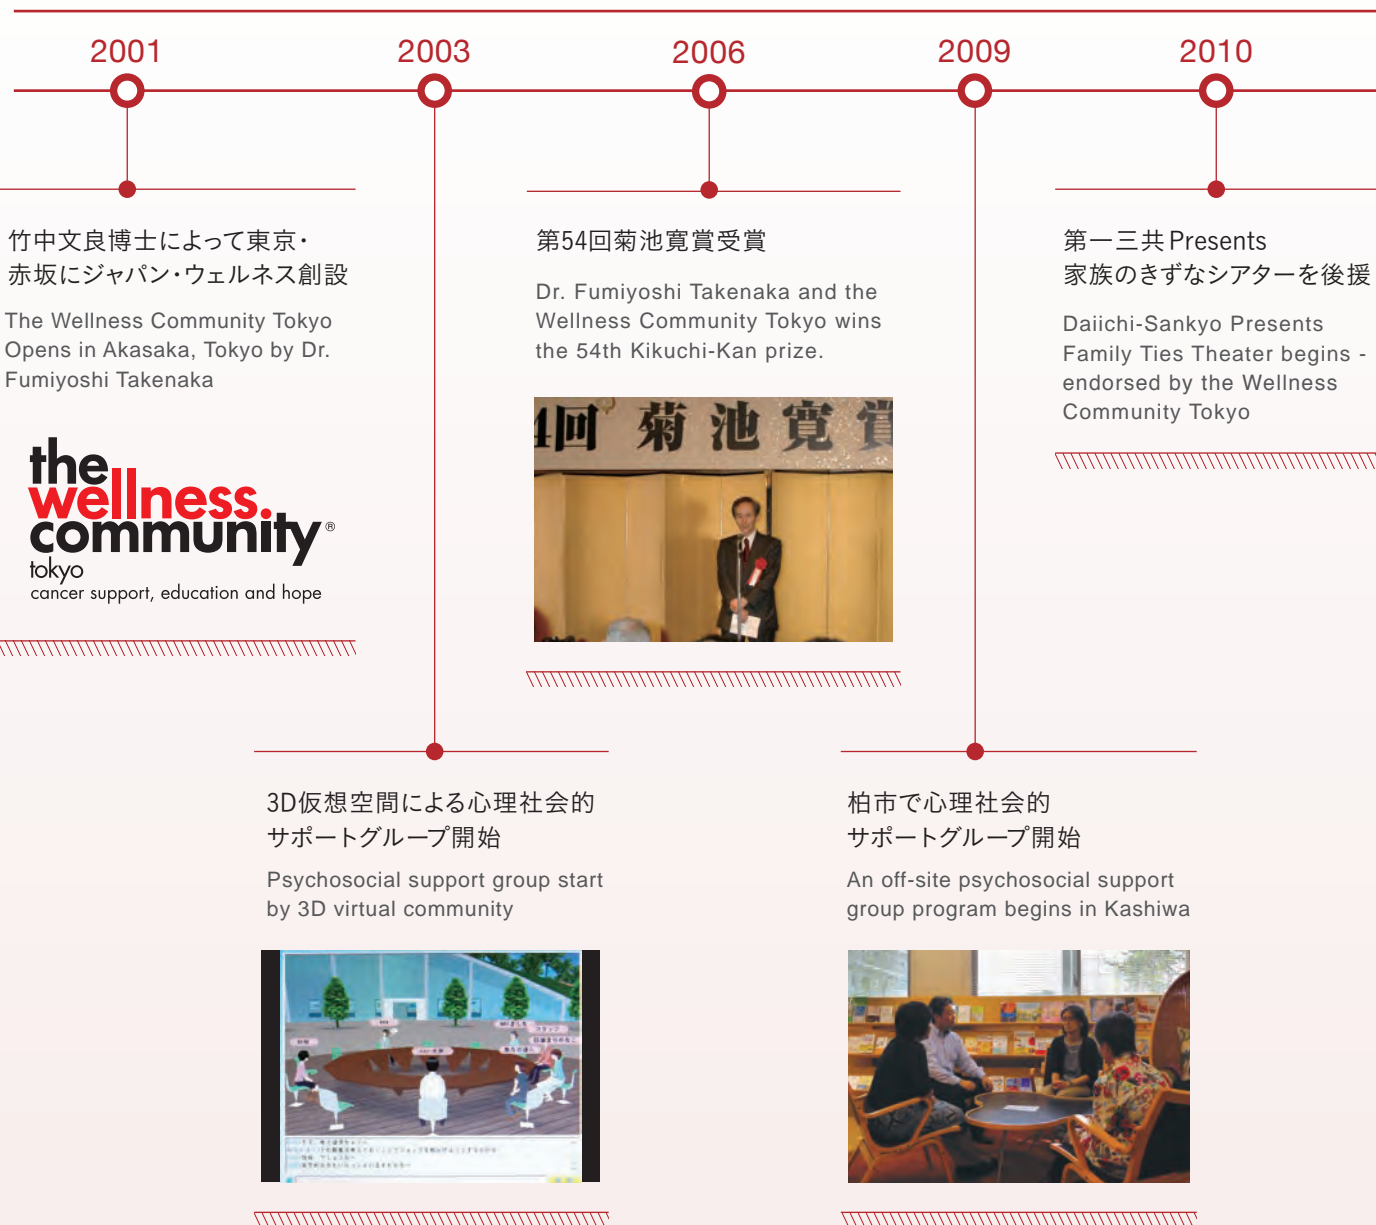 2001
2003
2006
2009
2010
竹中文良博士によって東京・
赤坂にジャパン・ウェルネス創設
The Wellness Community Tokyo
Opens in Akasaka, Tokyo by Dr.
Fumiyoshi Takenaka
the
wellness.
community®
tokyo
cancer support, education and hope
第54回菊池寛賞受賞
Dr. Fumiyoshi Takenaka and the
Wellness Community Tokyo wins
the 54th Kikuchi-Kan prize.
4回 菊池寛賞
第一三共 Presents
家族のきずなシアターを後援
Daiichi-Sankyo Presents
Family Ties Theater begins -
endorsed by the Wellness
Community Tokyo
3D仮想空間による心理社会的
サポートグループ開始
Psychosocial support group start
by 3D virtual community
スタッフ
柏市で心理社会的
サポートグループ開始
An off-site psychosocial support
group program begins in Kashiwa